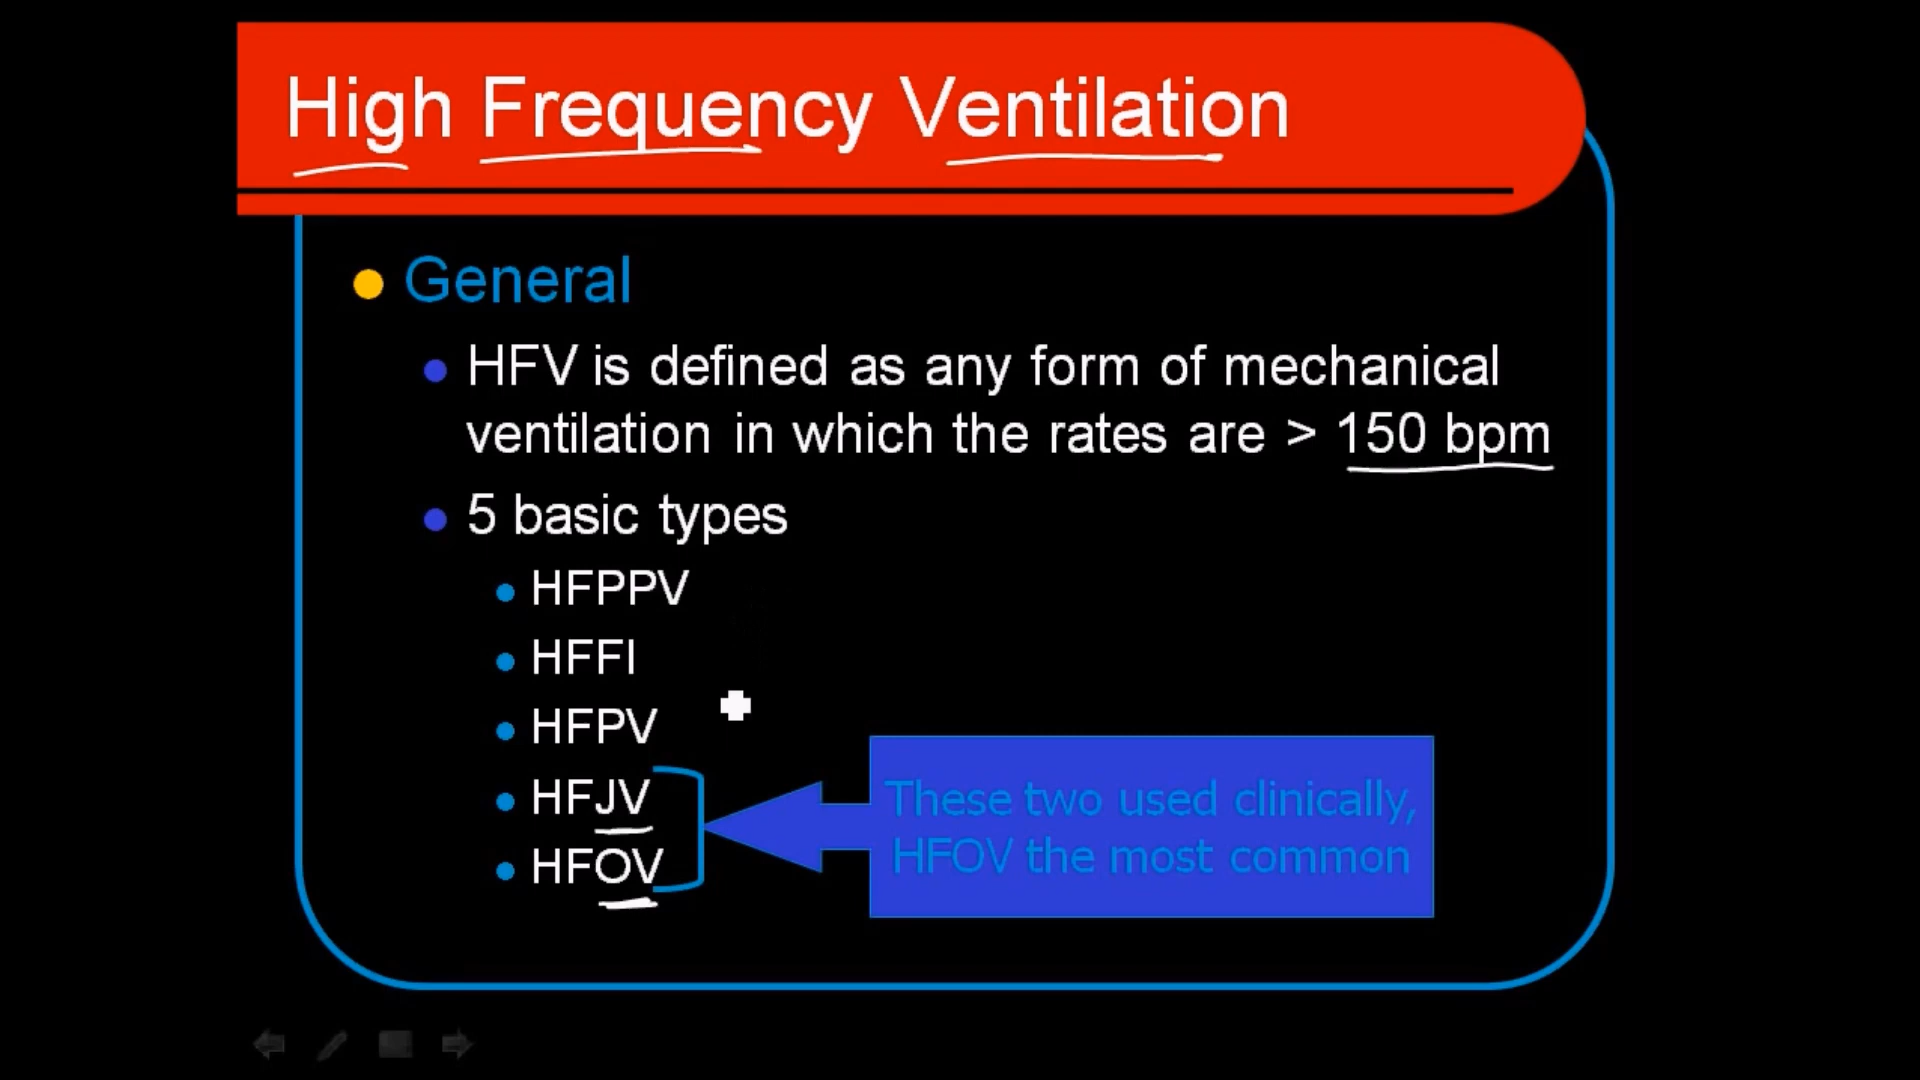 High Frequency Ventilation
General
HFV is defined as any form of mechanical
ventilation in which the rates are > 150 bpm
5 basic types
HFPPV
HFFI
HFPV
HFJV
HFOV
These two used clinically,
HFOV the most common